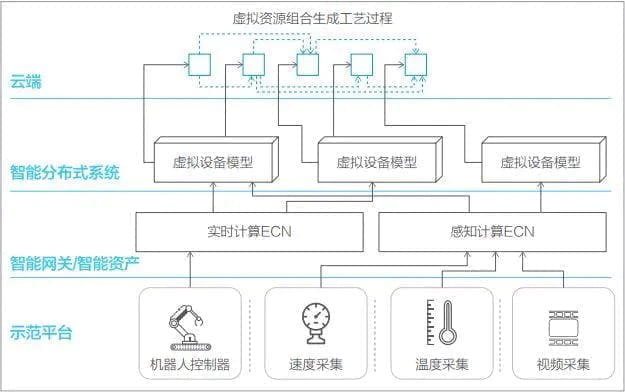 虚拟资源组合生成工艺过程
云端
智能分布式系统
虚拟设备模型
虚拟设备模型
虚拟设备模型
实时计算ECN
感知计算ECN
智能网关/智能资产
示范平台
机器人控制器
速度采集
温度采集
视频采集